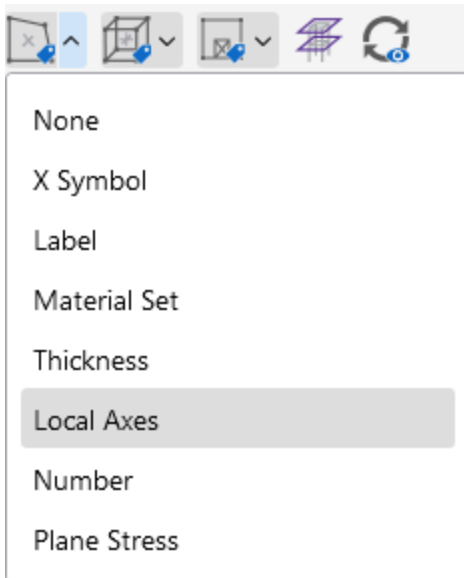 None
X Symbol
Label
Material Set
Thickness
Local Axes
Number
Plane Stress